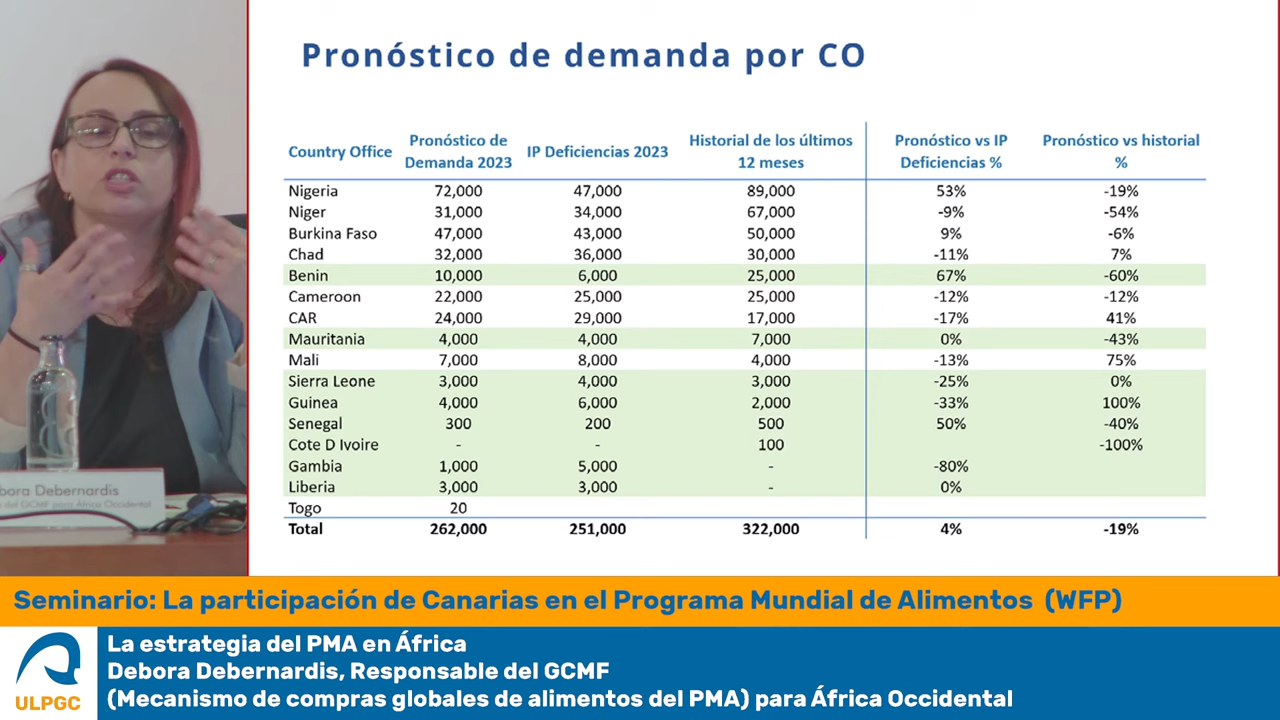 Pronóstico de demanda por CO
Country Office Pronóstico de Demanda 2023 IP Deficiencias 2023 Historial de los últimos 12 meses Pronóstico vs IP Deficiencias % Pronóstico vs historial %
Nigeria 72,000 47,000 89,000 53% -19%
Niger 31,000 34,000 67,000 -9% -54%
Burkina Faso 47,000 43,000 50,000 9% -6%
Chad 32,000 36,000 30,000 -11% 7%
Benin 10,000 6,000 25,000 67% -60%
Cameroon 22,000 25,000 25,000 -12% -12%
CAR 24,000 29,000 17,000 -17% 41%
Mauritania 4,000 4,000 7,000 0% -43%
Mali 7,000 8,000 4,000 -13% 75%
Sierra Leone 3,000 4,000 3,000 -25% 0%
Guinea 4,000 6,000 2,000 -33% 100%
Senegal 300 200 500 50% -40%
Cote D Ivoire - - 100 -100%
Gambia 1,000 5,000 - -80%
Liberia 3,000 3,000 - 0%
Togo 20
Total 262,000 251,000 322,000 4% -19%
bora Debernardis
del GCMF para África Occidental
Seminario: La participación de Canarias en el Programa Mundial de Alimentos (WFP)
ULPGC
La estrategia del PMA en África
Debora Debernardis, Responsable del GCMF
(Mecanismo de compras globales de alimentos del PMA) para África Occidental